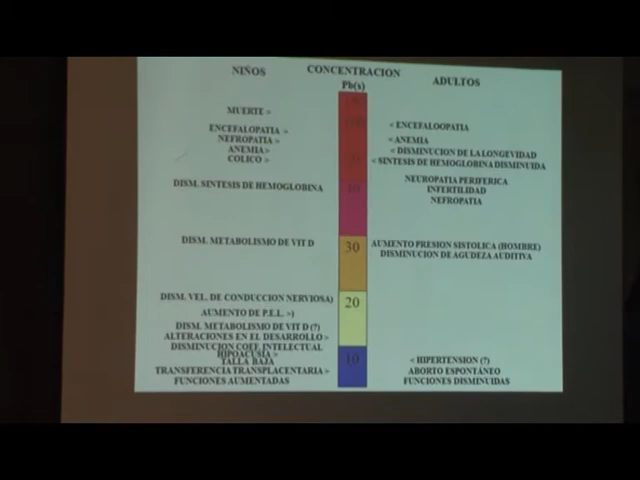 NIÑOS
CONCENTRACION
Pb(s)
ADULTOS
MUERTE >
ENCEFALOPATIA >
NEFROPATIA >
ANEMIA >
COLICO >
< ENCEFALOOPATIA
< ANEMIA
< DISMINUCION DE LA LONGEVIDAD
< SINTESIS DE HEMOGLOBINA DISMINUIDA
DISM. SINTESIS DE HEMOGLOBINA
NEUROPATIA PERIFERICA
INFERTILIDAD
NEFROPATIA
DISM. METABOLISMO DE VIT D
30
AUMENTO PRESION SISTOLICA (HOMBRE)
DISMINUCION DE AGUDEZA AUDITIVA
DISM. VEL. DE CONDUCCION NERVIOSA)
20
AUMENTO DE P.E.L. >)
DISM. METABOLISMO DE VIT D (?)
ALTERACIONES EN EL DESARROLLO >
DISMINUCION COEF. INTELECTUAL
HIPOACUSIA >
TALLA BAJA
TRANSFERENCIA TRANSPLACENTARIA >
FUNCIONES AUMENTADAS
10
< HIPERTENSION (?)
ABORTO ESPONTÁNEO
FUNCIONES DISMINUIDAS